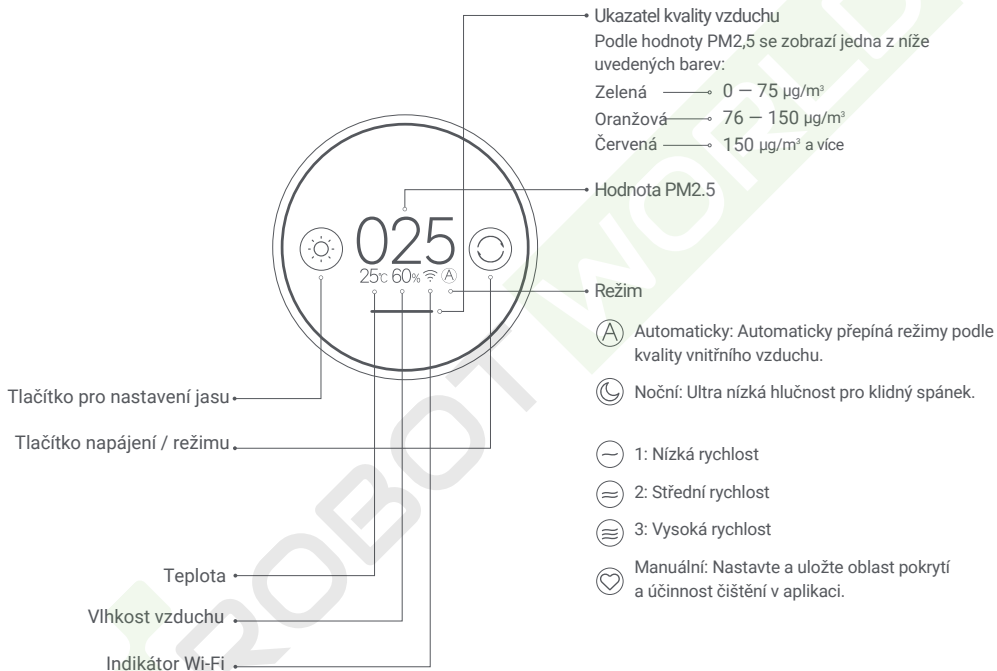 Ukazatel kvality vzduchu
Podle hodnoty PM2,5 se zobrazí jedna z níže
uvedených barev:
Zelená 0 — 75 µg/m³
Oranžová 76 — 150 µg/m³
Červená 150 µg/m³ a více
Hodnota PM2.5
025
25℃ 60% A
Režim
A Automaticky: Automaticky přepíná režimy podle
kvality vnitřního vzduchu.
Noční: Ultra nízká hlučnost pro klidný spánek.
Tlačítko pro nastavení jasu
Tlačítko napájení / režimu
1: Nízká rychlost
2: Střední rychlost
3: Vysoká rychlost
Manuální: Nastavte a uložte oblast pokrytí
a účinnost čištění v aplikaci.
Teplota
Vlhkost vzduchu
Indikátor Wi-Fi
ROBOT WORLD